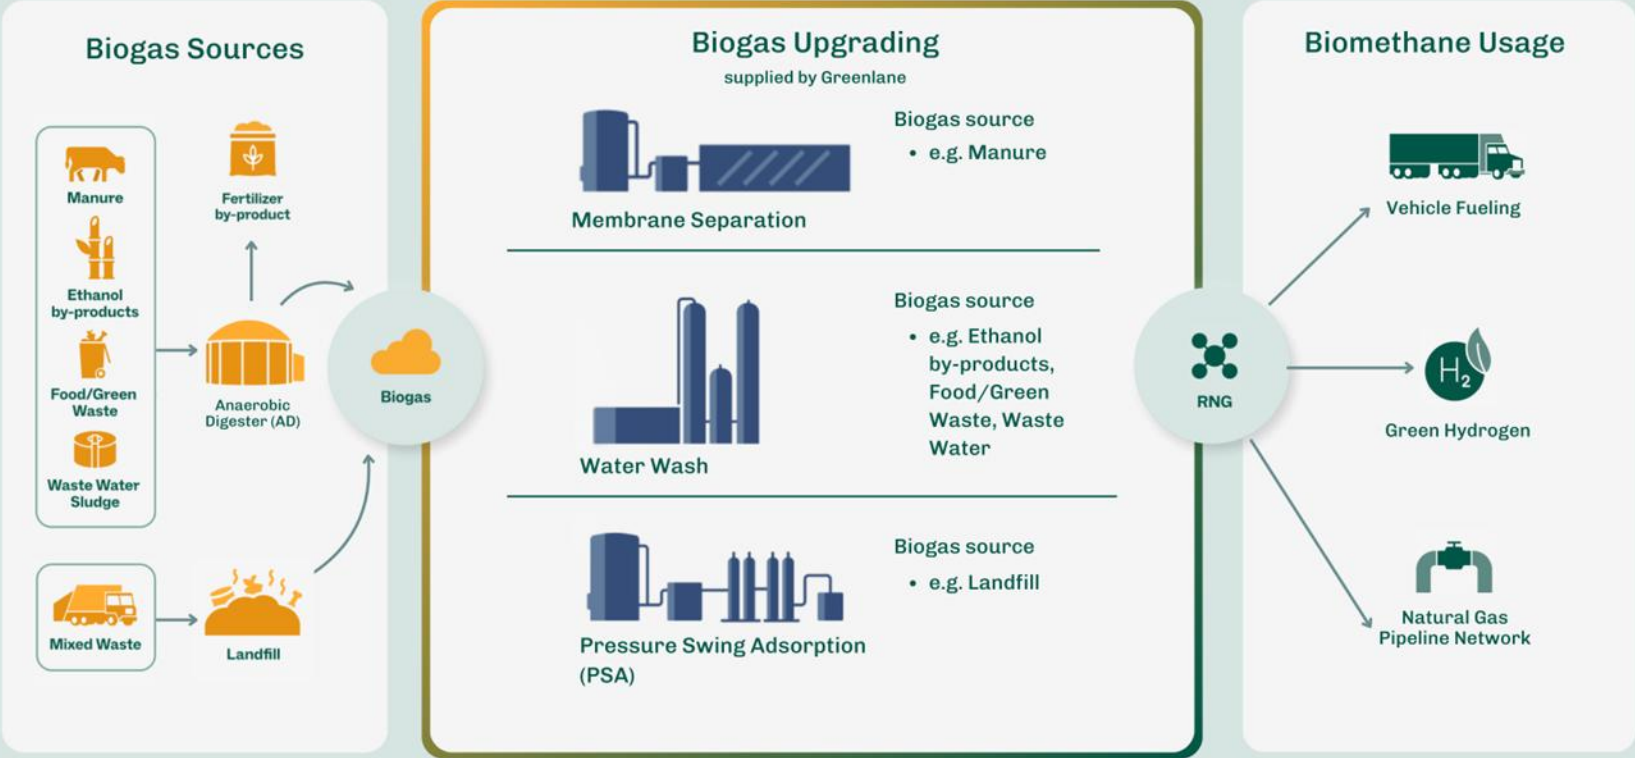 Biogas Sources
Manure
Ethanol
by-products
Food/Green
Waste
Waste Water
Sludge
Mixed Waste
Fertilizer
by-product
Anaerobic
Digester (AD)
Landfill
Biogas
Biogas Upgrading
supplied by Greenlane
Membrane Separation
Biogas source
• e.g. Manure
Water Wash
Biogas source
• e.g. Ethanol
by-products,
Food/Green
Waste, Waste
Water
Pressure Swing Adsorption
(PSA)
Biogas source
• e.g. Landfill
RNG
Biomethane Usage
Vehicle Fueling
H₂
Green Hydrogen
Natural Gas
Pipeline Network